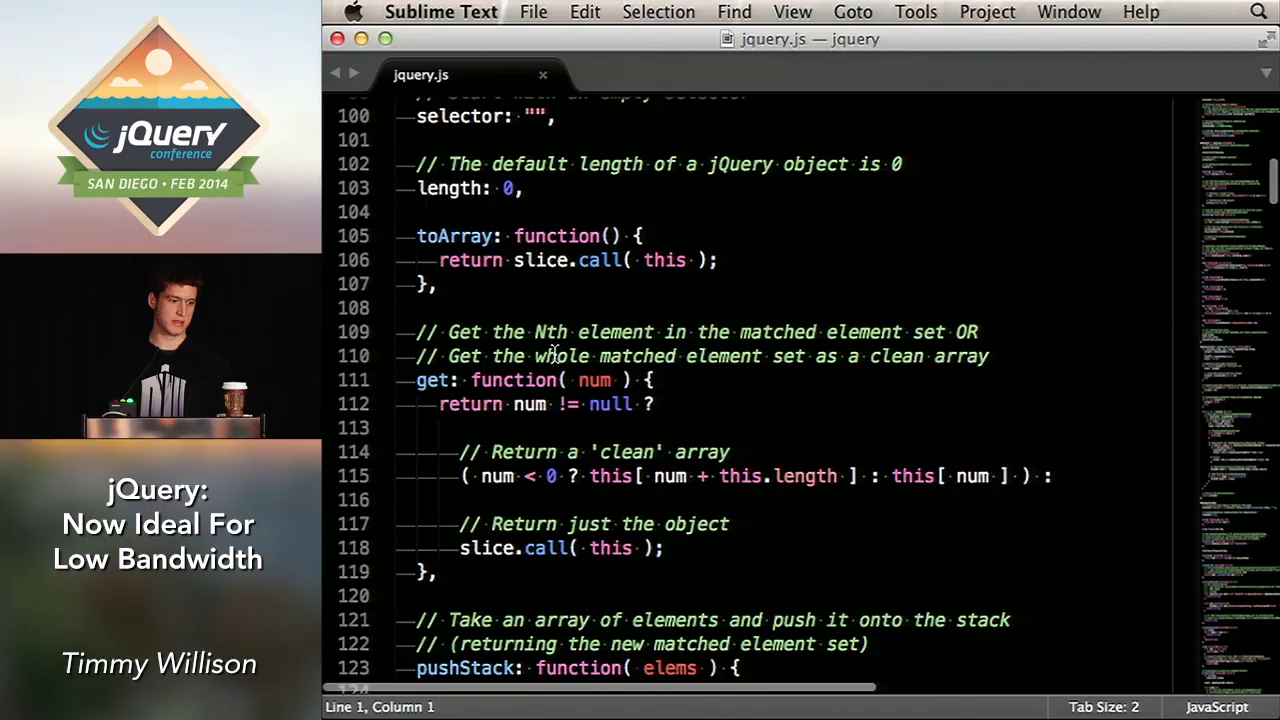 Sublime Text File Edit Selection Find View Goto Tools Project Window Help
jquery.js — jquery
jquery.js
jQuery
conference
SAN DIEGO • FEB 2014
100 selector: "",
101
102 // The default length of a jQuery object is 0
103 length: 0,
104
105 toArray: function() {
106 return slice.call( this );
107 },
108
109 // Get the Nth element in the matched element set OR
110 // Get the whole matched element set as a clean array
111 get: function( num ) {
112 return num != null ?
113
114 // Return a 'clean' array
115 ( num < 0 ? this[ num + this.length ] : this[ num ] ) :
116
117 // Return just the object
118 slice.call( this );
119 },
120
121 // Take an array of elements and push it onto the stack
122 // (returning the new matched element set)
123 pushStack: function( elems ) {
jQuery:
Now Ideal For
Low Bandwidth
Timmy Willison
Line 1, Column 1
Tab Size: 2
JavaScript